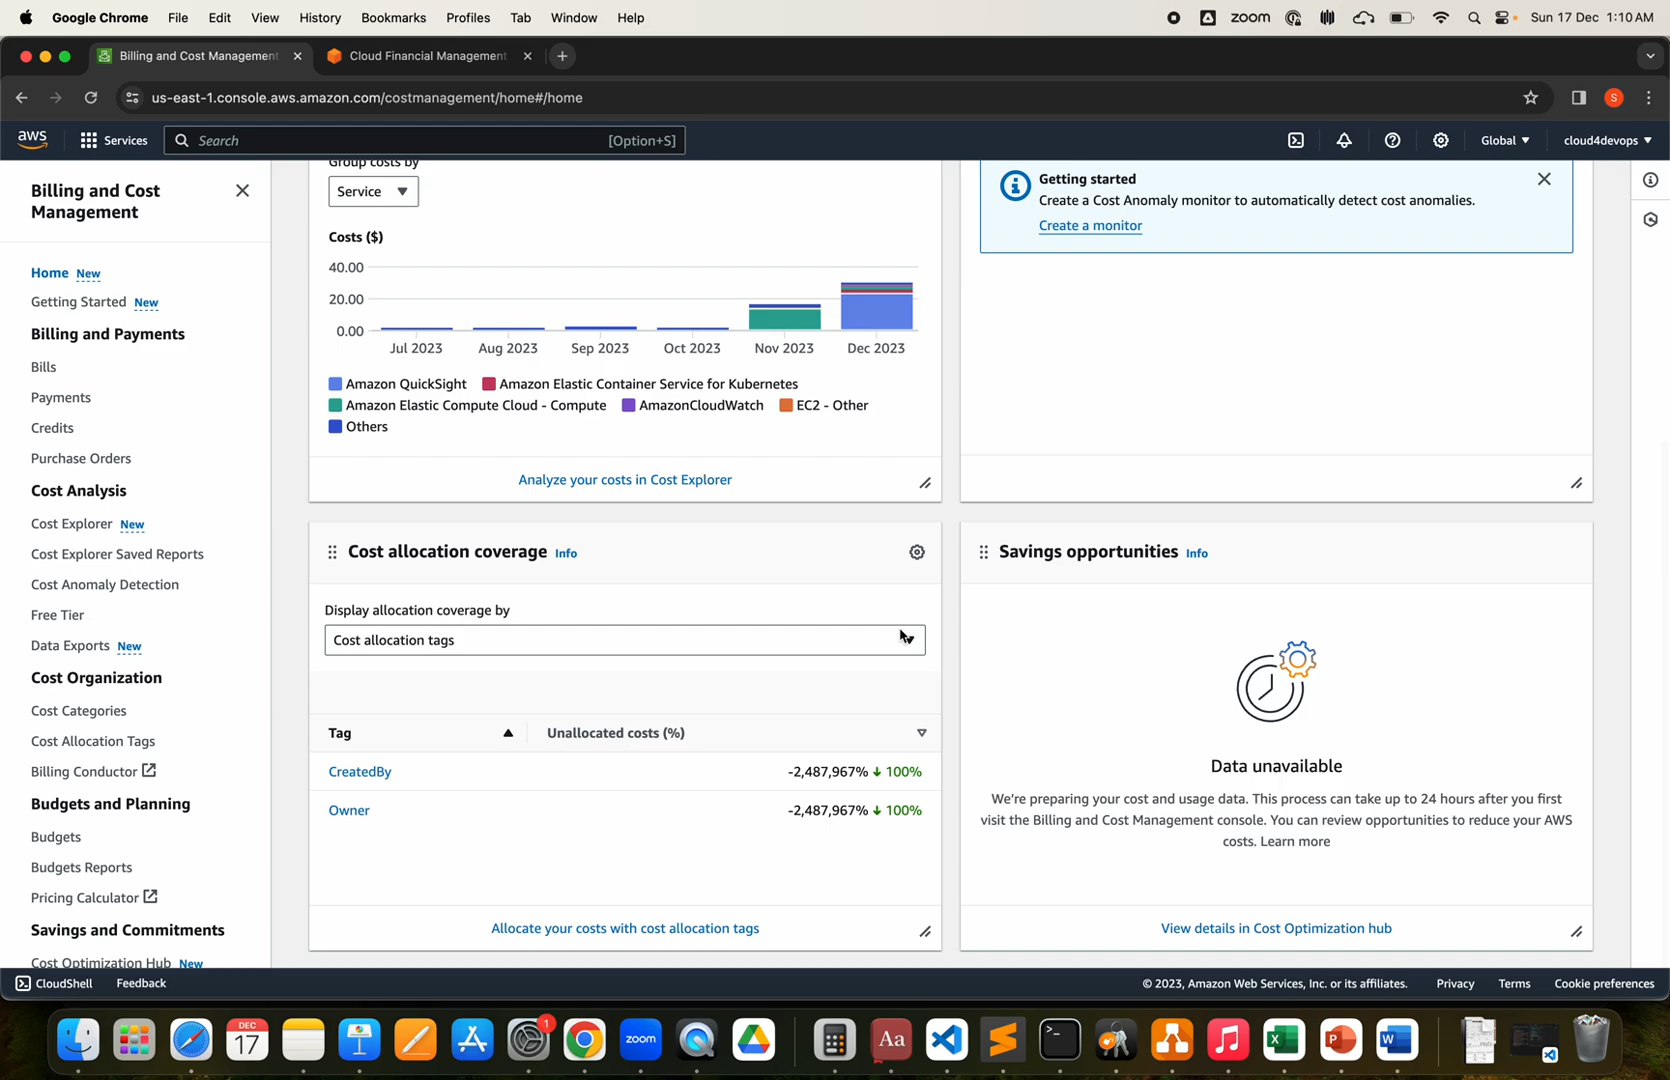 Google Chrome File Edit View History Bookmarks Profiles Tab Window Help zoom Sun 17 Dec 1:10 AM
Billing and Cost Management Cloud Financial Management
us-east-1.console.aws.amazon.com/costmanagement/home#/home S
aws Services Search [Option+S] Global cloud4devops
Billing and Cost
Management
Home New
Getting Started New
Billing and Payments
Bills
Payments
Credits
Purchase Orders
Cost Analysis
Cost Explorer New
Cost Explorer Saved Reports
Cost Anomaly Detection
Free Tier
Data Exports New
Cost Organization
Cost Categories
Cost Allocation Tags
Billing Conductor
Budgets and Planning
Budgets
Budgets Reports
Pricing Calculator
Savings and Commitments
Cost Optimization Hub New
Group costs by
Service
Costs ($)
40.00
20.00
0.00
Jul 2023 Aug 2023 Sep 2023 Oct 2023 Nov 2023 Dec 2023
Amazon QuickSight Amazon Elastic Container Service for Kubernetes
Amazon Elastic Compute Cloud - Compute AmazonCloudWatch EC2 - Other
Others
Analyze your costs in Cost Explorer
Getting started
Create a Cost Anomaly monitor to automatically detect cost anomalies.
Create a monitor
Cost allocation coverage Info
Display allocation coverage by
Cost allocation tags
Tag Unallocated costs (%)
CreatedBy -2,487,967% ↓ 100%
Owner -2,487,967% ↓ 100%
Allocate your costs with cost allocation tags
Savings opportunities Info
Data unavailable
We're preparing your cost and usage data. This process can take up to 24 hours after you first
visit the Billing and Cost Management console. You can review opportunities to reduce your AWS
costs. Learn more
View details in Cost Optimization hub
CloudShell Feedback © 2023, Amazon Web Services, Inc. or its affiliates. Privacy Terms Cookie preferences
DEC
17
1
zoom
Aa
X
P
W